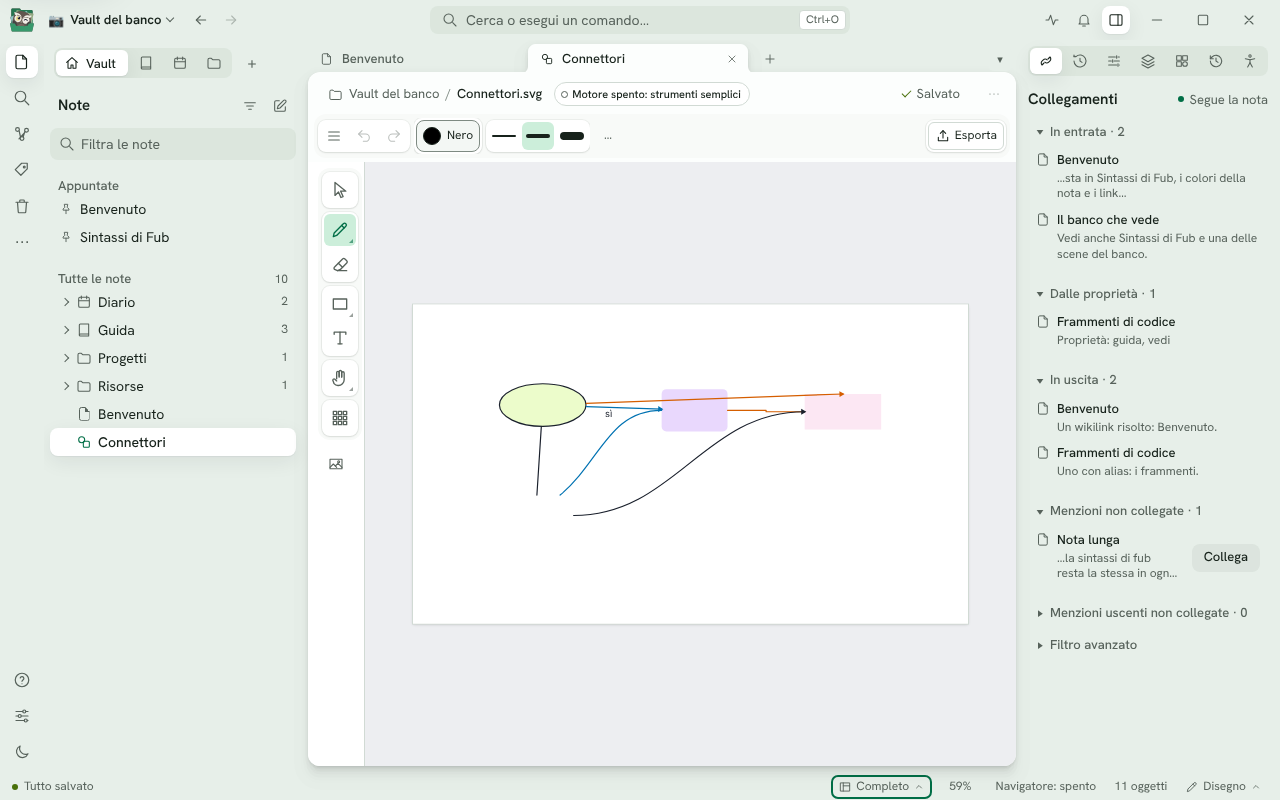 Vault del banco
Cerca o esegui un comando...
Ctrl+O
Vault
Benvenuto
Connettori
Note
Filtra le note
Appuntate
Benvenuto
Sintassi di Fub
Tutte le note 10
Diario 2
Guida 3
Progetti 1
Risorse 1
Benvenuto
Connettori
Vault del banco / Connettori.svg
Motore spento: strumenti semplici
Salvato
Nero
Esporta
sì
Collegamenti
Segue la nota
In entrata · 2
Benvenuto
...sta in Sintassi di Fub, i colori della
nota e i link...
Il banco che vede
Vedi anche Sintassi di Fub e una delle
scene del banco.
Dalle proprietà · 1
Frammenti di codice
Proprietà: guida, vedi
In uscita · 2
Benvenuto
Un wikilink risolto: Benvenuto.
Frammenti di codice
Uno con alias: i frammenti.
Menzioni non collegate · 1
Nota lunga
...la sintassi di fub
resta la stessa in ogn...
Collega
Menzioni uscenti non collegate · 0
Filtro avanzato
Tutto salvato
Completo
59%
Navigatore: spento
11 oggetti
Disegno